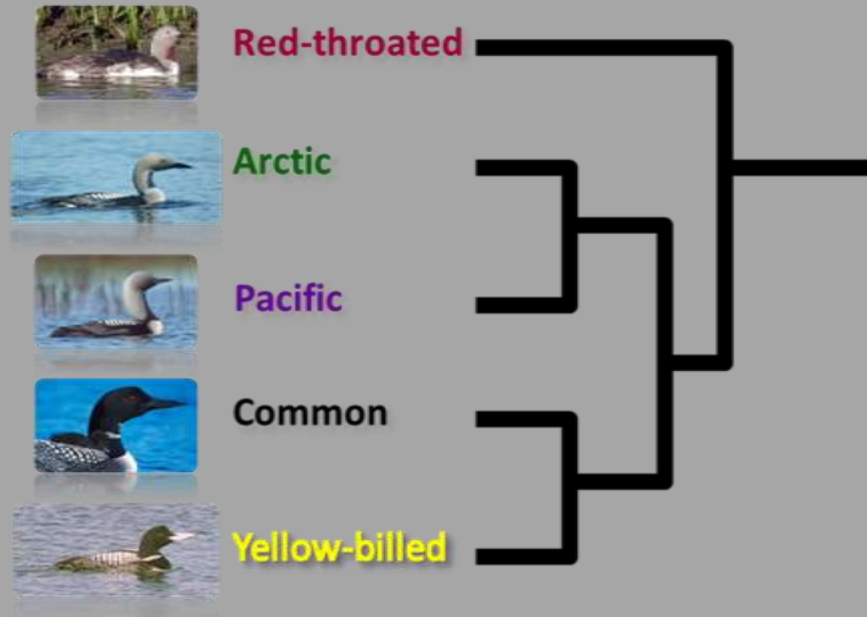 Red-throated
Arctic
Pacific
Common
Yellow-billed